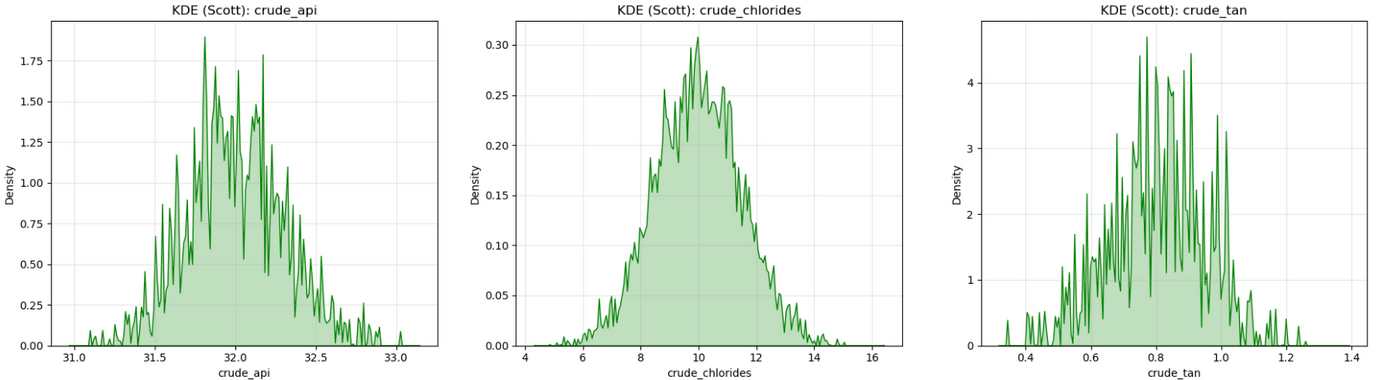 KDE (Scott): crude_api
Density
1.75
1.50
1.25
1.00
0.75
0.50
0.25
0.00
31.0 31.5 32.0 32.5 33.0
crude_api
KDE (Scott): crude_chlorides
Density
0.30
0.25
0.20
0.15
0.10
0.05
0.00
4 6 8 10 12 14 16
crude_chlorides
KDE (Scott): crude_tan
Density
4
3
2
1
0
0.4 0.6 0.8 1.0 1.2 1.4
crude_tan